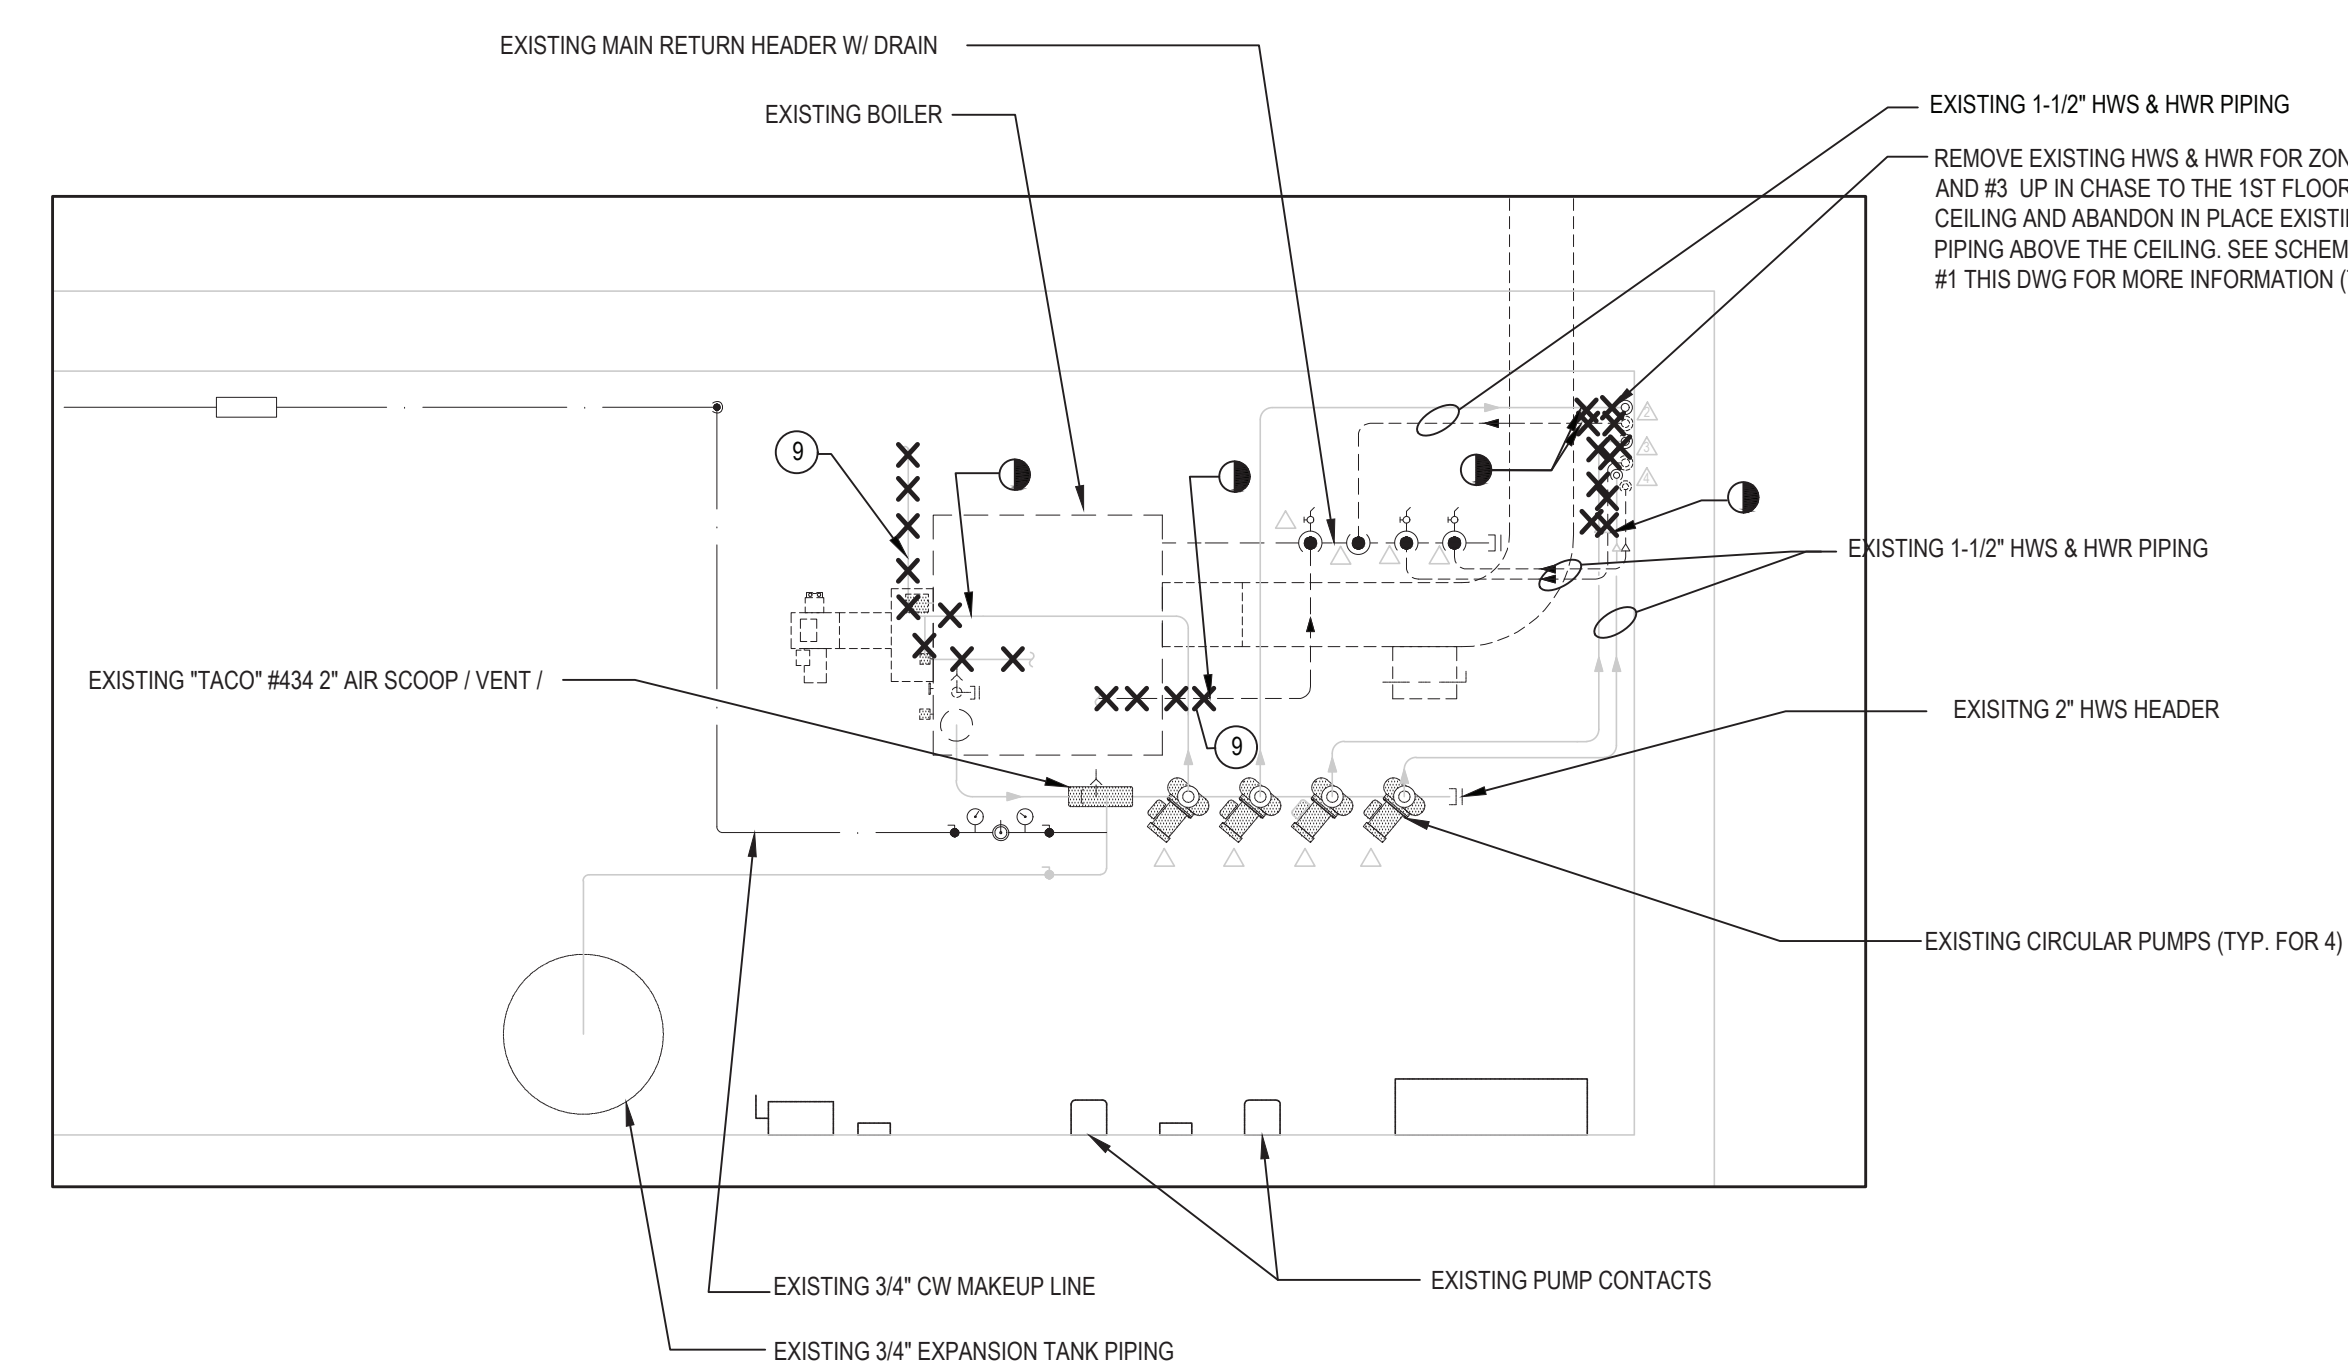 EXISTING MAIN RETURN HEADER W/ DRAIN
EXISTING BOILER
EXISTING 1-1/2" HWS & HWR PIPING
REMOVE EXISTING HWS & HWR FOR
AND #3 UP IN CHASE TO THE 1ST FLOOR
CEILING AND ABANDON IN PLACE
PIPING ABOVE THE CEILING. SEE
#1 THIS DWG FOR MORE INFORMATION
9
2
3
4
EXISTING 1-1/2" HWS & HWR PIPING
EXISTING "TACO" #434 2" AIR SCOOP / VENT /
EXISITNG 2" HWS HEADER
9
EXISTING CIRCULAR PUMPS (TYP. FOR 4)
EXISTING 3/4" CW MAKEUP LINE
EXISTING PUMP CONTACTS
EXISTING 3/4" EXPANSION TANK PIPING